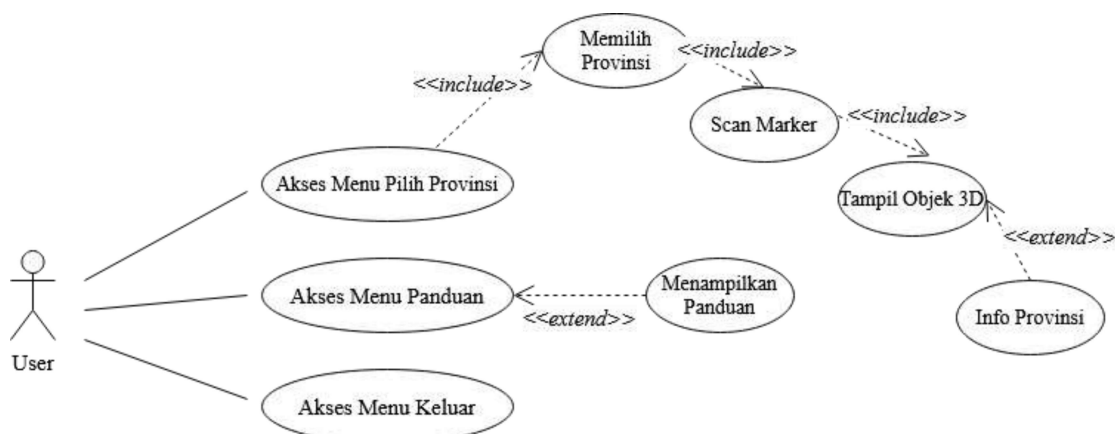 Memilih
Provinsi
<<include>>
<<include>>
Scan Marker
<<include>>
Akses Menu Pilih Provinsi
Tampil Objek 3D
<<extend>>
Akses Menu Panduan
Menampilkan
Panduan
<<extend>>
Info Provinsi
User
Akses Menu Keluar